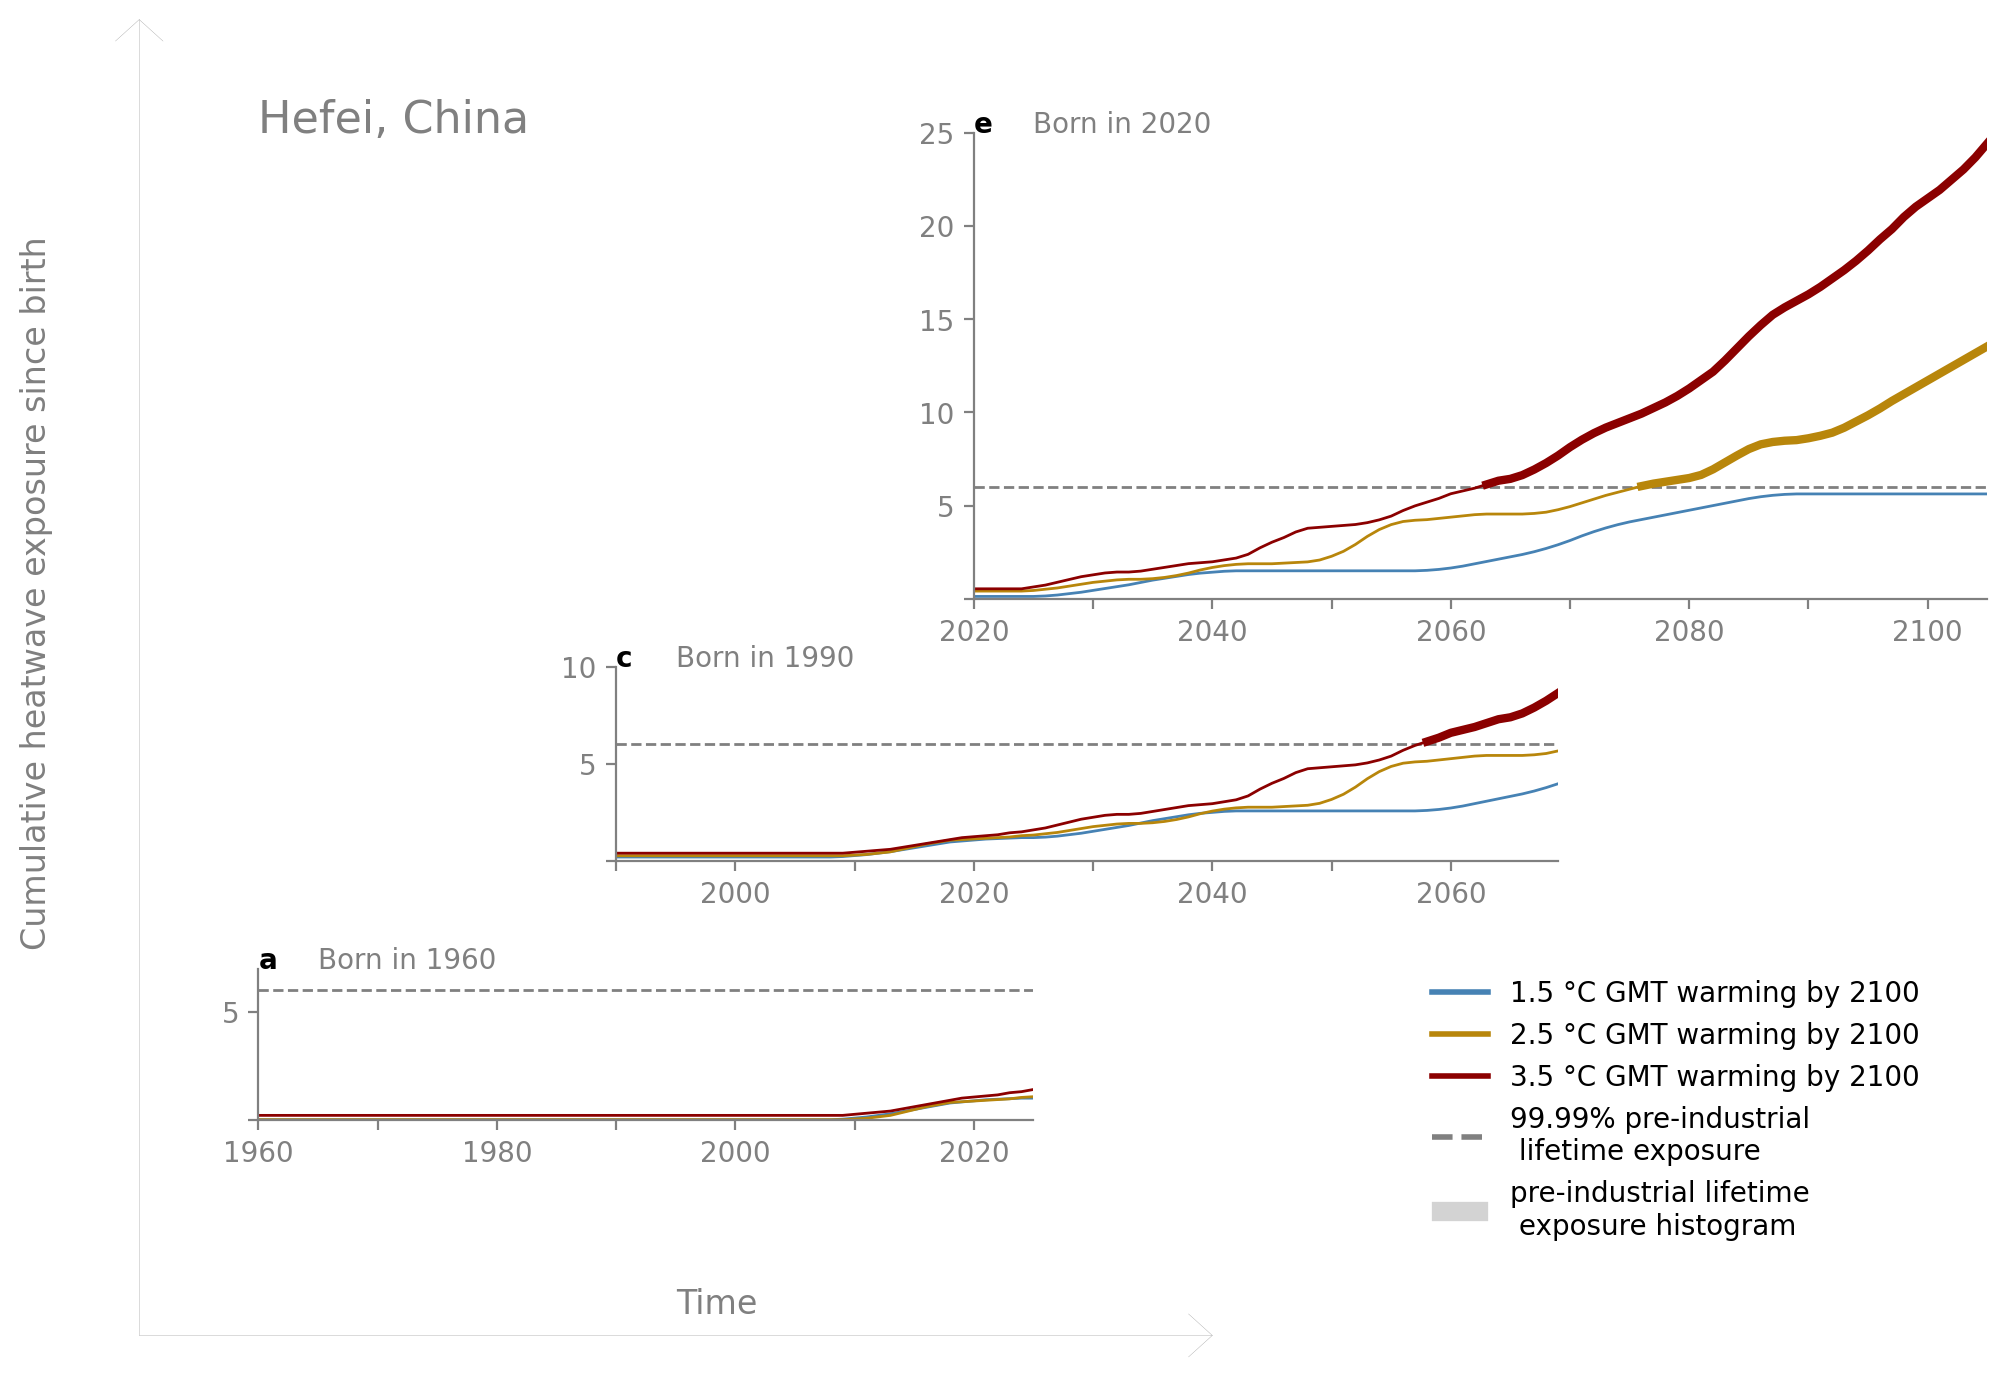 Hefei, China
Cumulative heatwave exposure since birth
e Born in 2020
25
20
15
10
5
2020 2040 2060 2080 2100
c Born in 1990
10
5
2000 2020 2040 2060
a Born in 1960
5
1960 1980 2000 2020
1.5 °C GMT warming by 2100
2.5 °C GMT warming by 2100
3.5 °C GMT warming by 2100
99.99% pre-industrial
lifetime exposure
pre-industrial lifetime
exposure histogram
Time